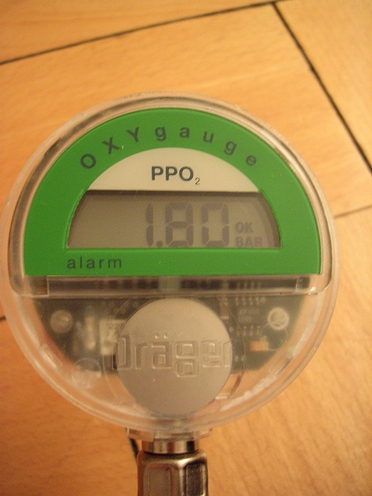 OXYgauge
PPO2
1.80 OK
BAR
alarm
Dräger